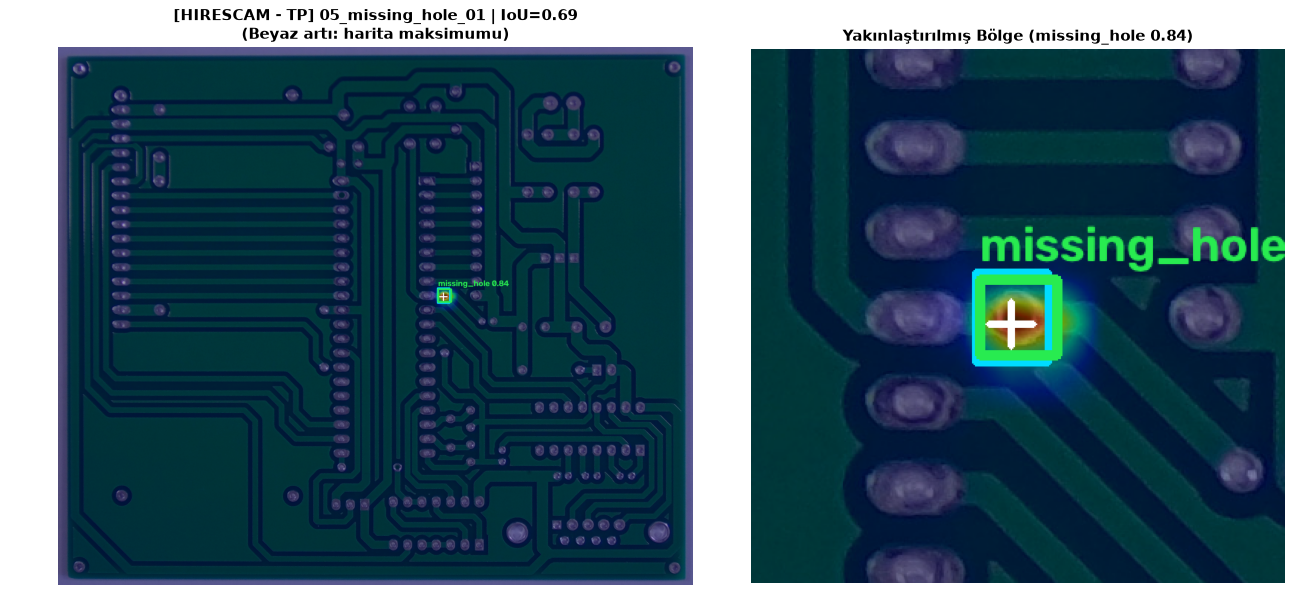 [HIRESCAM - TP] 05_missing_hole_01 | IoU=0.69
(Beyaz artı: harita maksimumu)
missing_hole 0.84
Yakınlaştırılmış Bölge (missing_hole 0.84)
missing_hole